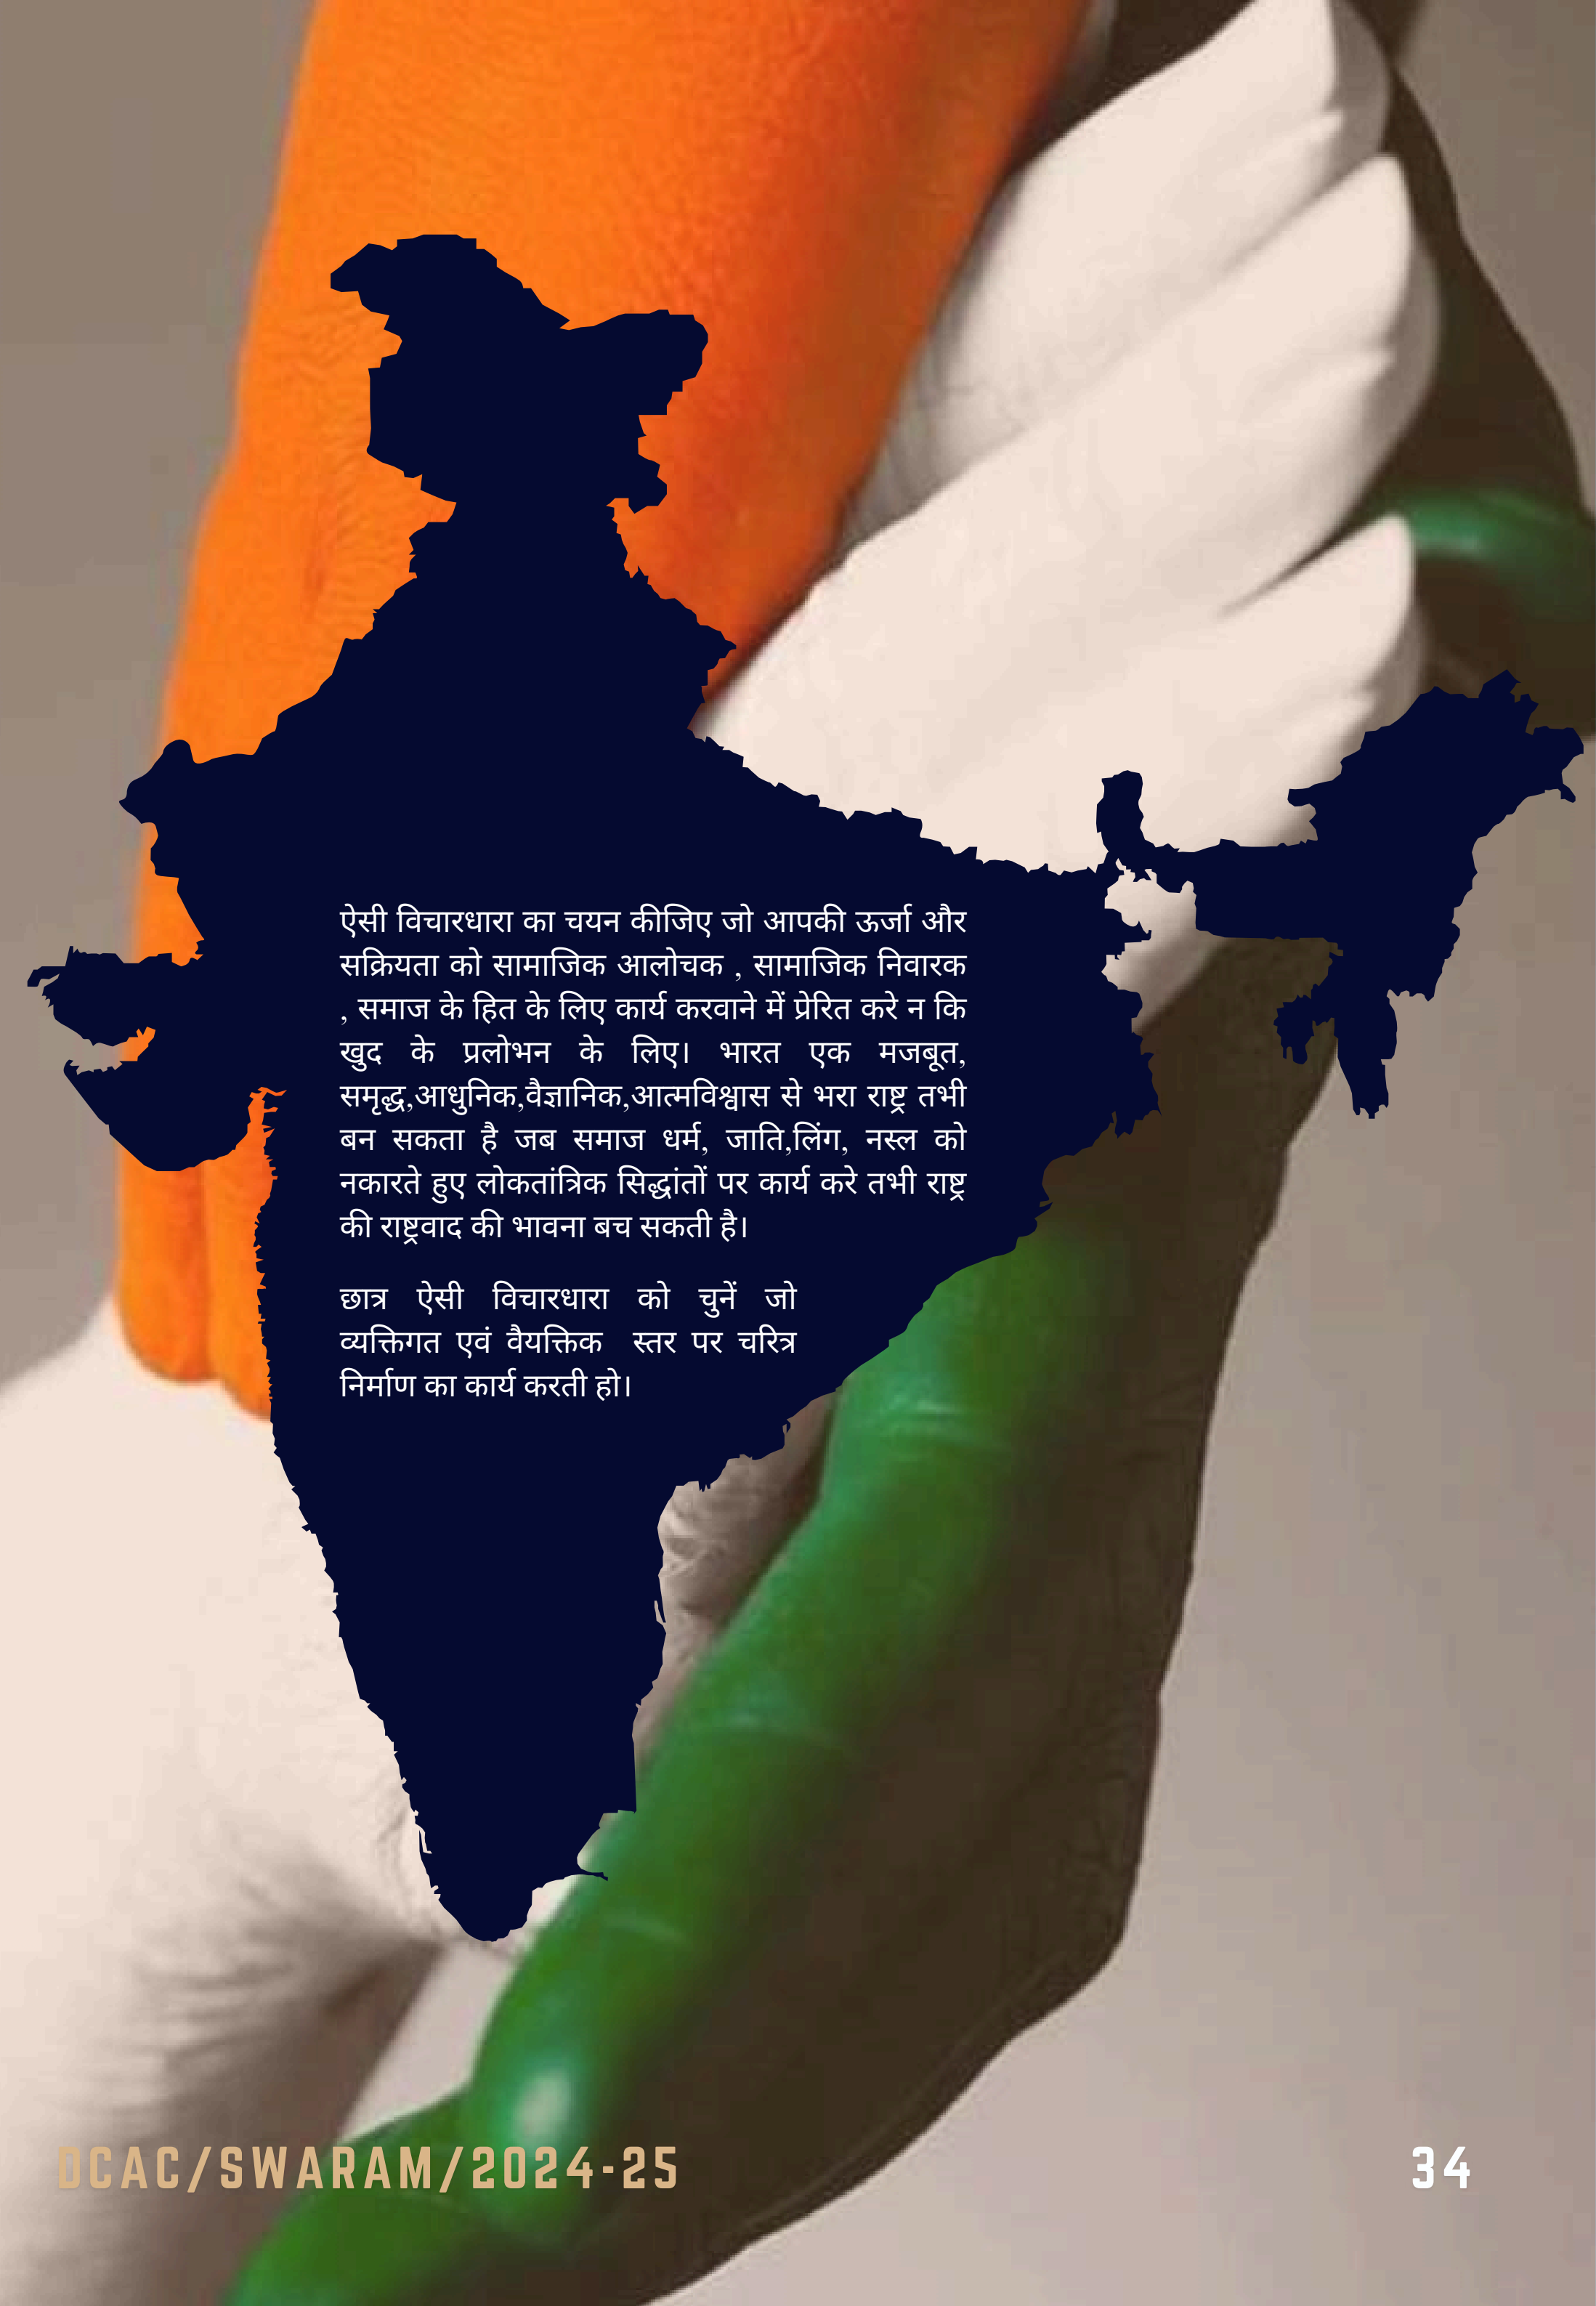 ऐसी विचारधारा का चयन कीजिए जो आपकी ऊर्जा और
सक्रियता को सामाजिक आलोचक , सामाजिक निवारक
, समाज के हित के लिए कार्य करवाने में प्रेरित करे न कि
खुद के प्रलोभन के लिए। भारत एक मजबूत,
समृद्ध,आधुनिक,वैज्ञानिक,आत्मविश्वास से भरा राष्ट्र तभी
बन सकता है जब समाज धर्म, जाति,लिंग, नस्ल को
नकारते हुए लोकतांत्रिक सिद्धांतों पर कार्य करे तभी राष्ट्र
की राष्ट्रवाद की भावना बच सकती है।
छात्र ऐसी विचारधारा को चुनें जो
व्यक्तिगत एवं वैयक्तिक स्तर पर चरित्र
निर्माण का कार्य करती हो।
DCAC/SWARAM/2024-25
34